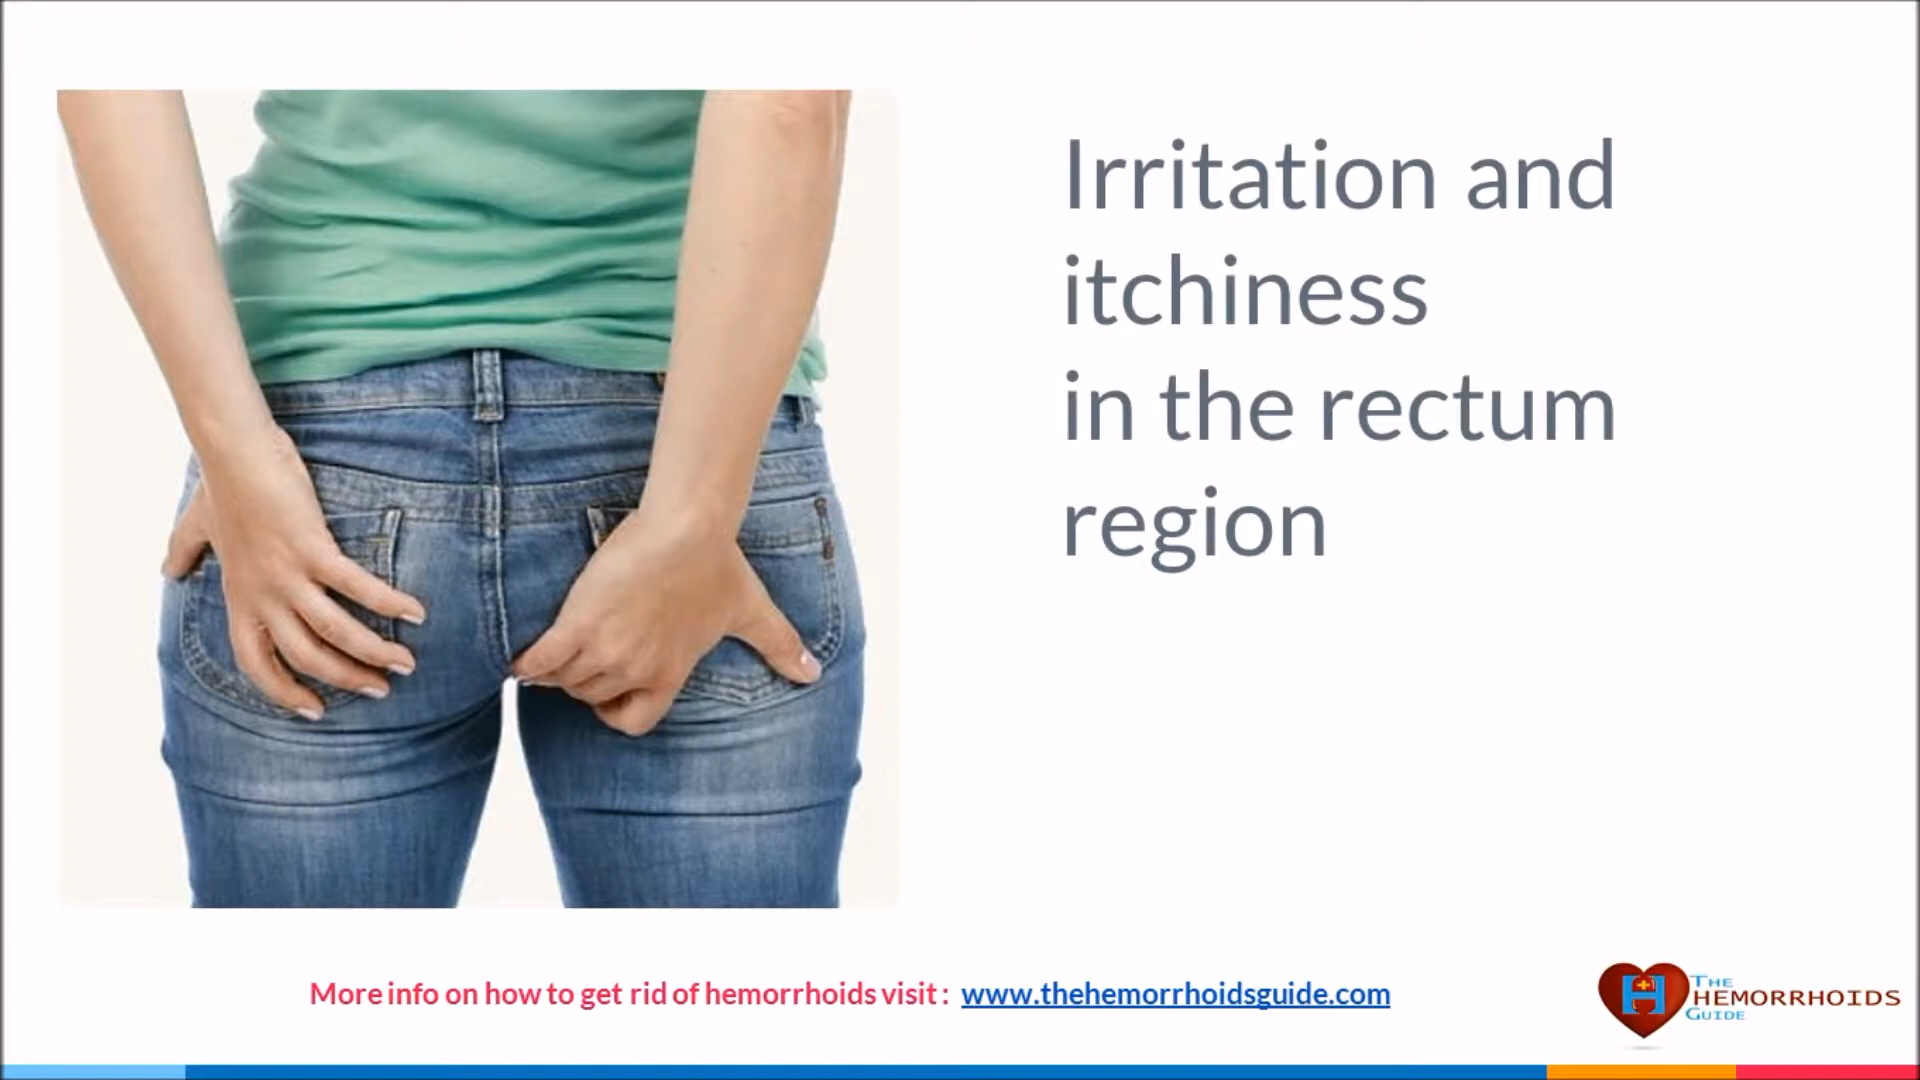 Irritation and
itchiness
in the rectum
region
More info on how to get rid of hemorrhoids visit : www.thehemorrhoidsguide.com
H
THE
HEMORRHOIDS
GUIDE